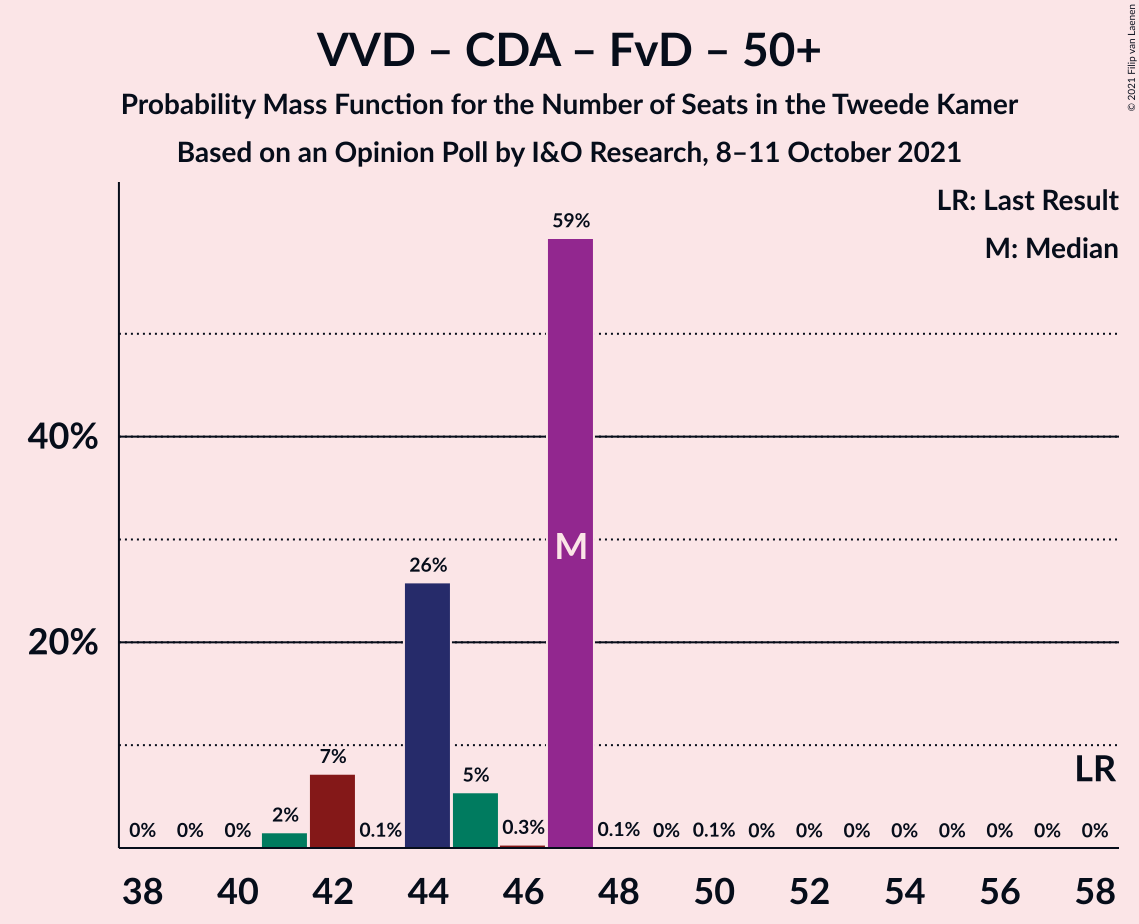 VVD – CDA – FvD – 50+
Probability Mass Function for the Number of Seats in the Tweede Kamer
Based on an Opinion Poll by I&O Research, 8–11 October 2021
© 2021 Filip van Laenen
LR: Last Result
M: Median
59%
40%
M
26%
20%
7%
LR
5%
2%
0% 0% 0% 0.1% 0.3% 0.1% 0% 0.1% 0% 0% 0% 0% 0% 0% 0% 0%
38 40 42 44 46 48 50 52 54 56 58